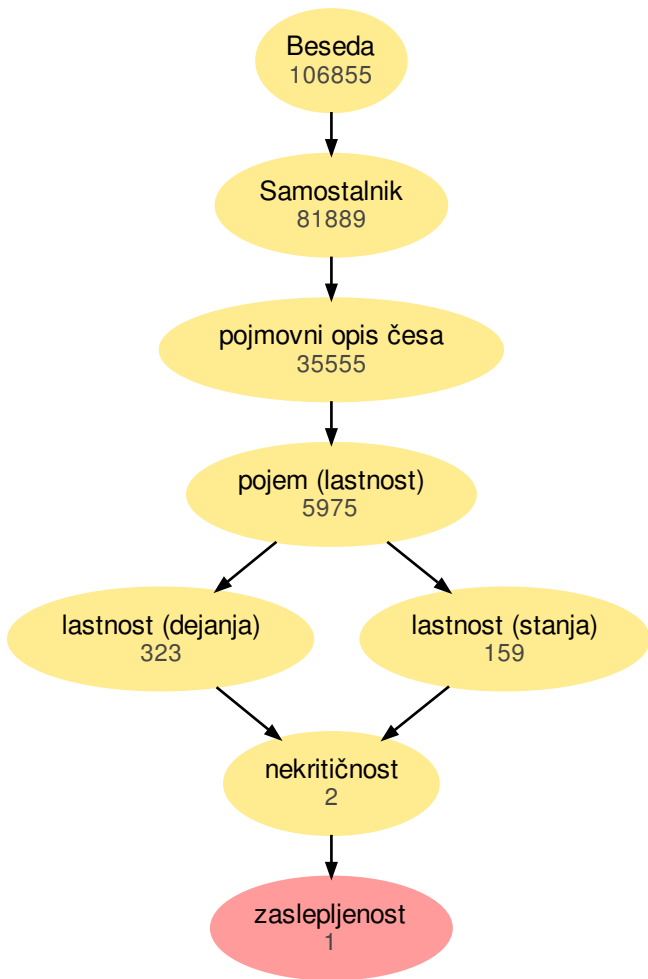 Beseda
106855
Samostalnik
81889
pojmovni opis česa
35555
pojem (lastnost)
5975
lastnost (dejanja)
323
lastnost (stanja)
159
nekritičnost
2
zaslepljenost
1